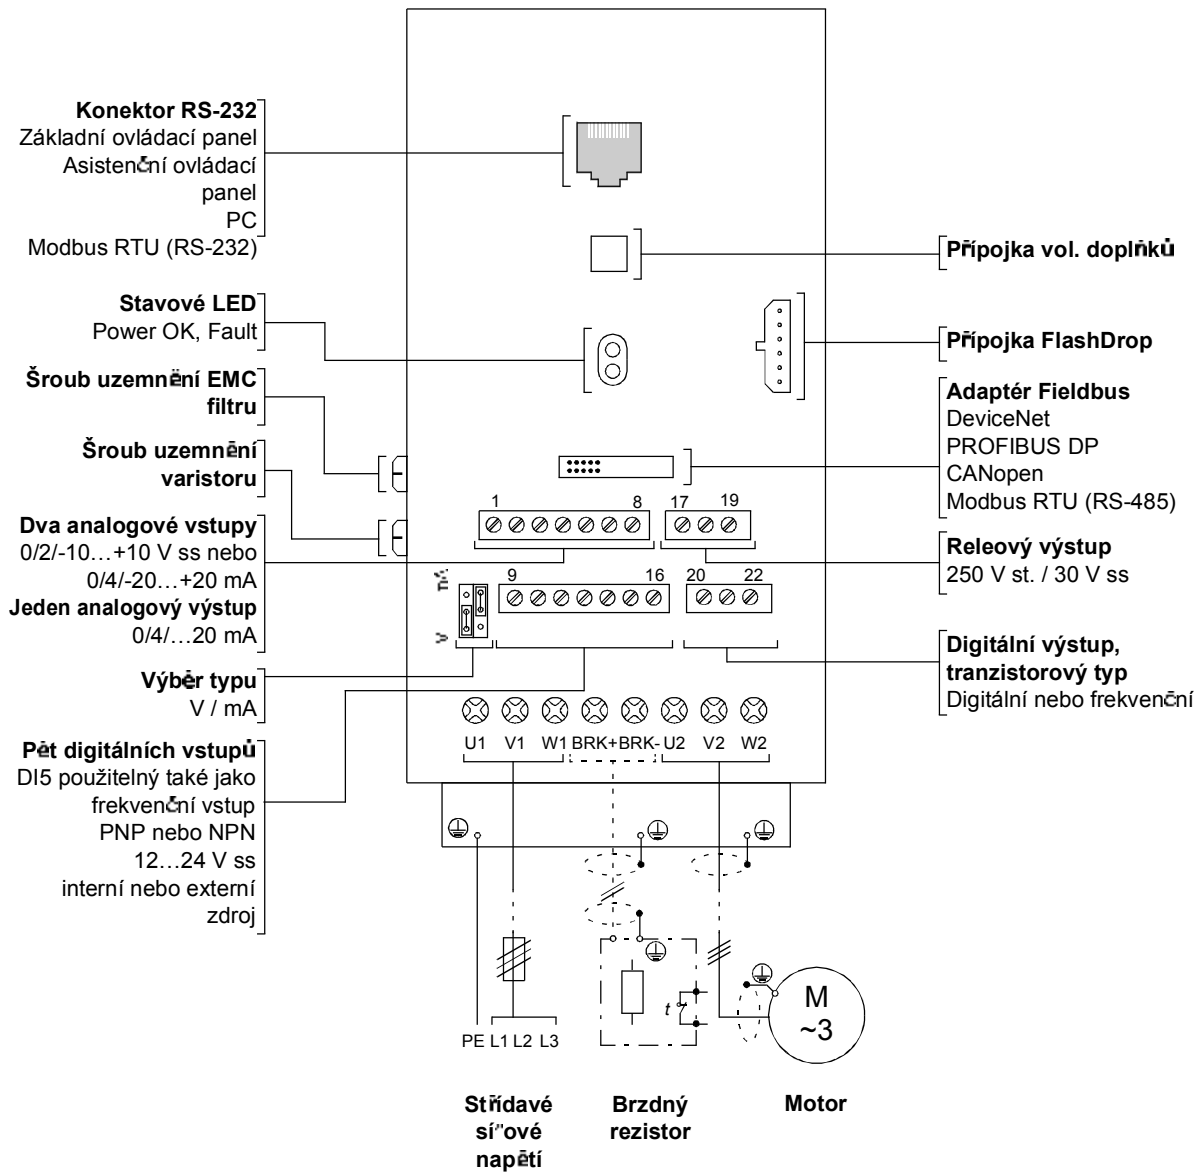 Konektor RS-232
Základní ovládací panel
Asistenční ovládací
panel
PC
Modbus RTU (RS-232)
Stavové LED
Power OK, Fault
Šroub uzemnění EMC
filtru
Šroub uzemnění
varistoru
Dva analogové vstupy
0/2/-10…+10 V ss nebo
0/4/-20…+20 mA
Jeden analogový výstup
0/4/…20 mA
Výběr typu
V / mA
Pět digitálních vstupů
DI5 použitelný také jako
frekvenční vstup
PNP nebo NPN
12…24 V ss
interní nebo externí
zdroj
Přípojka vol. doplňků
Přípojka FlashDrop
Adaptér Fieldbus
DeviceNet
PROFIBUS DP
CANopen
Modbus RTU (RS-485)
Releový výstup
250 V st. / 30 V ss
Digitální výstup,
tranzistorový typ
Digitální nebo frekvenční
1 8 17 19
mA
9 16 20 22
V
U1 V1 W1 BRK+ BRK- U2 V2 W2
t
M
~3
PE L1 L2 L3
Střídavé
síťové
napětí
Brzdný
rezistor
Motor